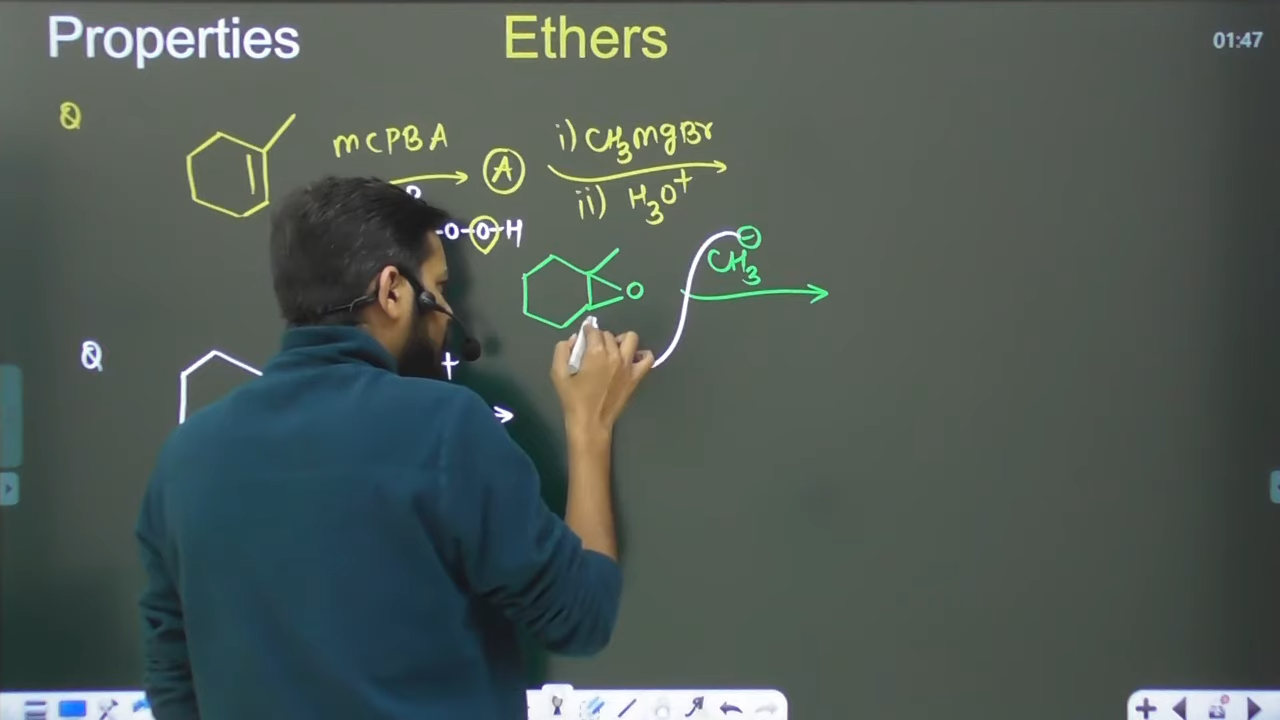 Properties Ethers 01:47
Q
mCPBA A i) CH3MgBr
ii) H3O+
-O-O-H
O CH3 ⊖
Q +